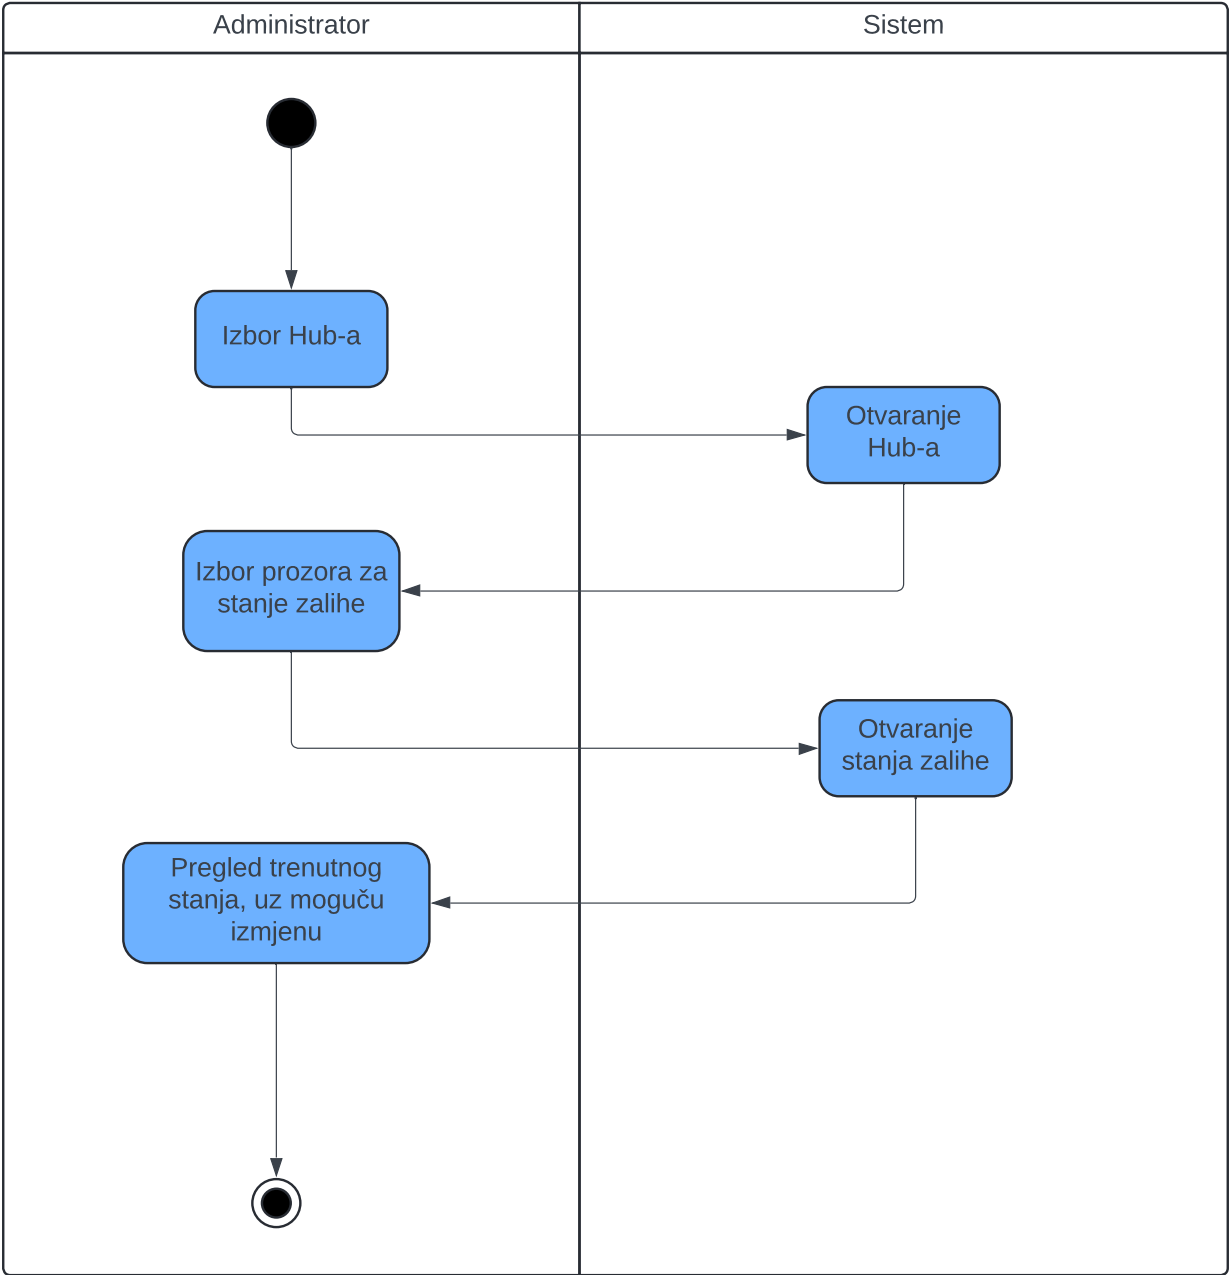 Administrator
Sistem
Izbor Hub-a
Otvaranje
Hub-a
Izbor prozora za
stanje zalihe
Otvaranje
stanja zalihe
Pregled trenutnog
stanja, uz moguču
izmjenu